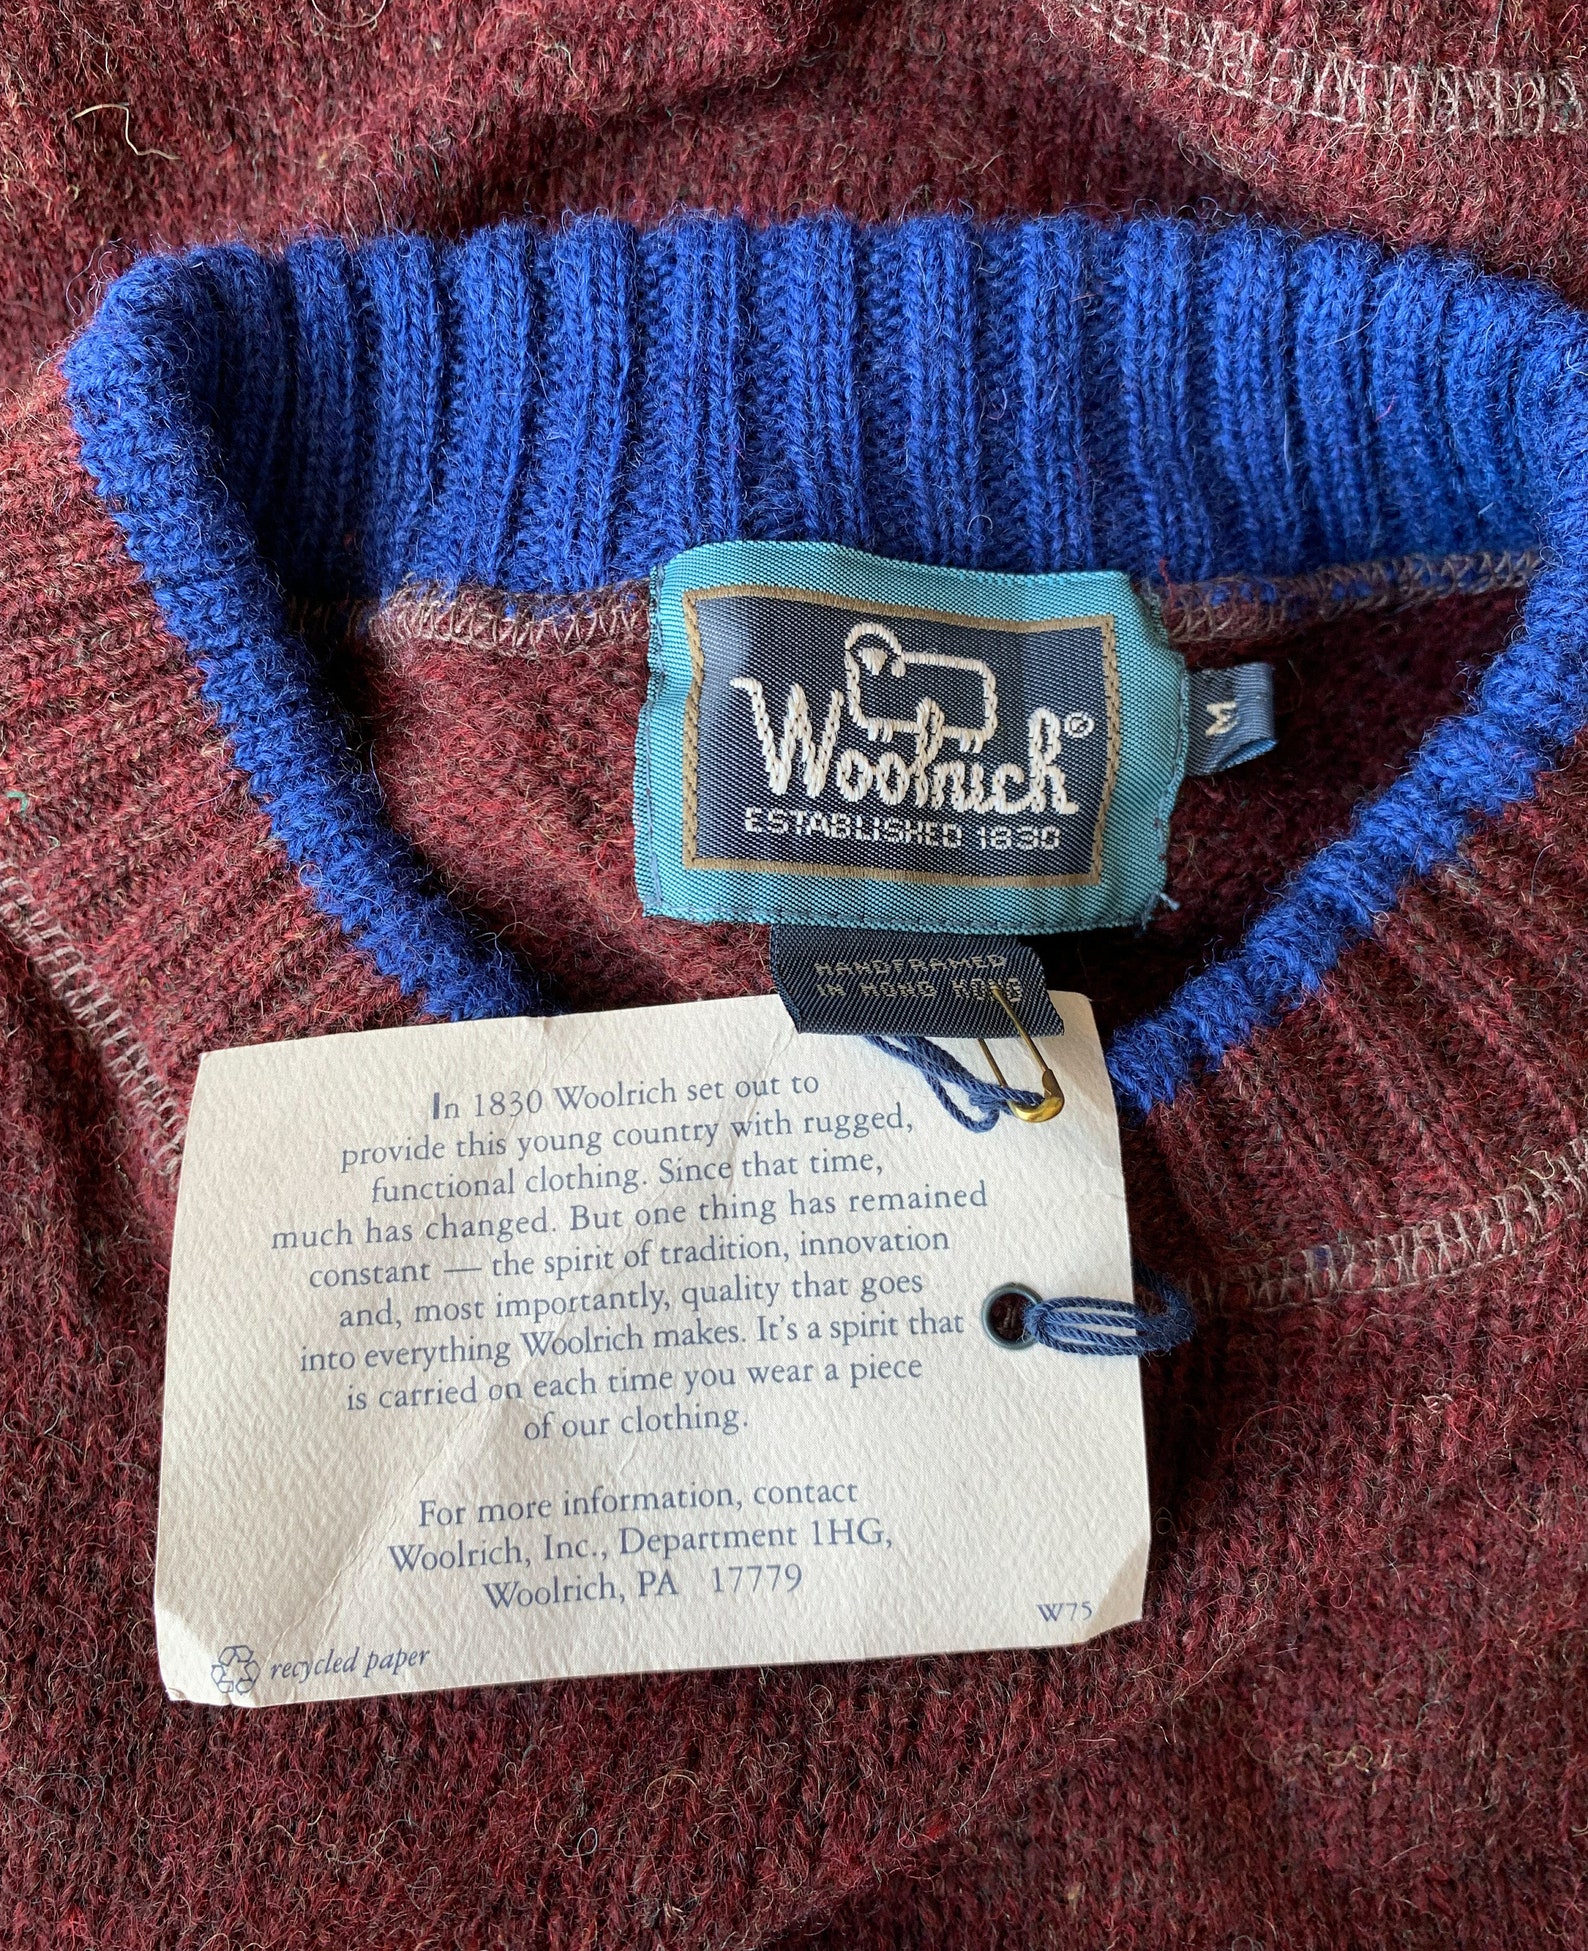 Woolrich®
ESTABLISHED 1830
M
HANDFRAMED
IN HONG KONG
In 1830 Woolrich set out to
provide this young country with rugged,
functional clothing. Since that time,
much has changed. But one thing has remained
constant — the spirit of tradition, innovation
and, most importantly, quality that goes
into everything Woolrich makes. It's a spirit that
is carried on each time you wear a piece
of our clothing.
For more information, contact
Woolrich, Inc., Department 1HG,
Woolrich, PA 17779
W75
recycled paper